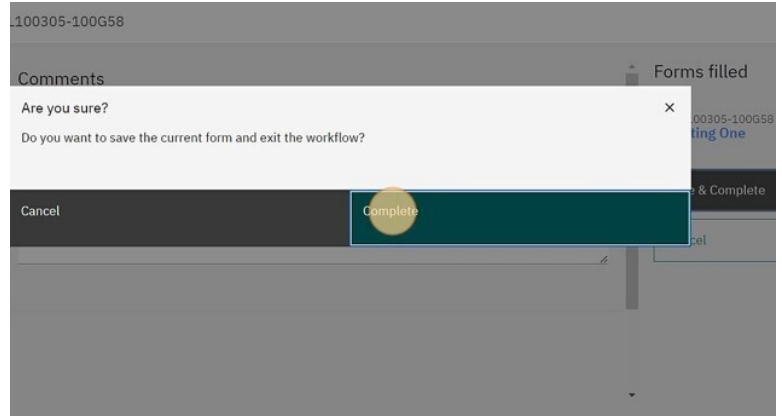 L100305-100G58
Comments
Forms filled
Are you sure?
Do you want to save the current form and exit the workflow?
00305-100G58
ting One
Cancel
Complete
& Complete
cel